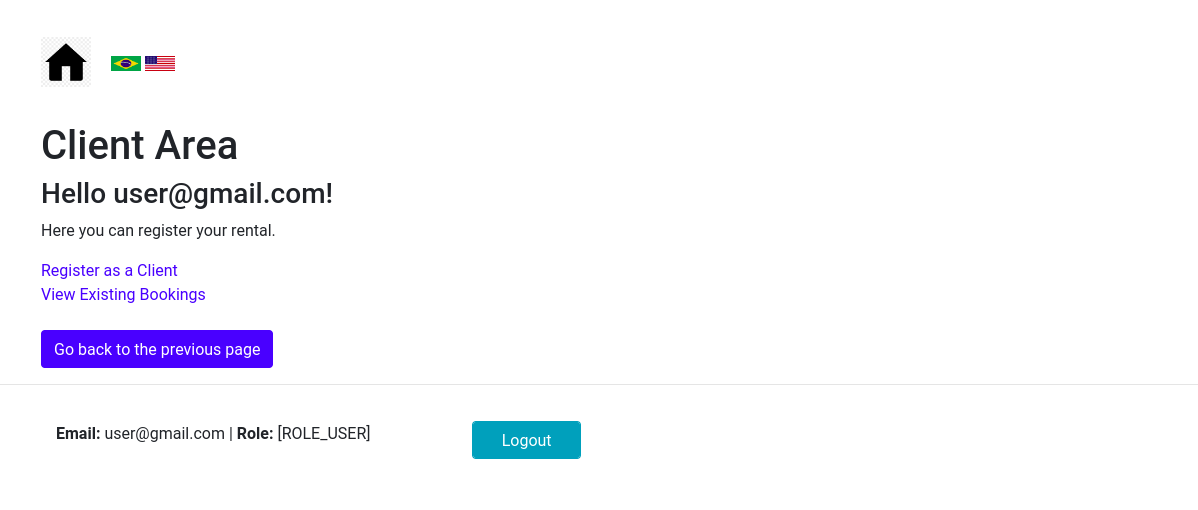 Client Area
Hello user@gmail.com!
Here you can register your rental.
Register as a Client
View Existing Bookings
Go back to the previous page
Email: user@gmail.com | Role: [ROLE_USER]
Logout